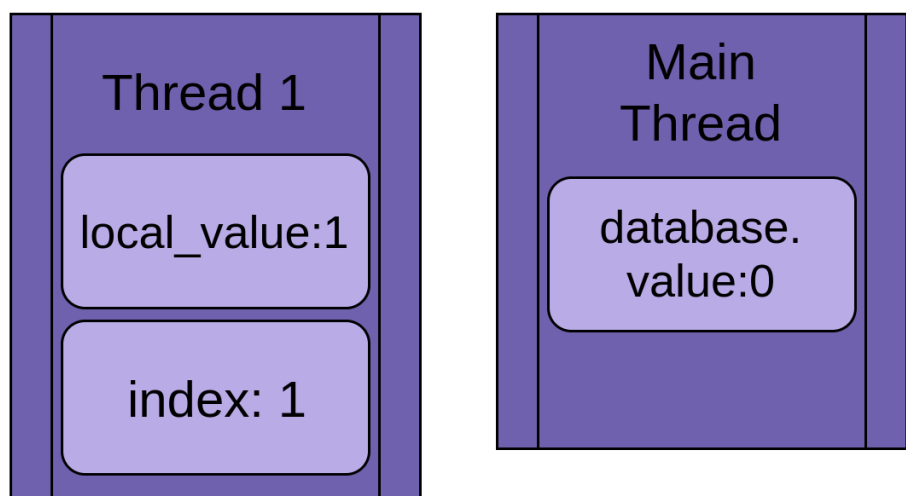 Thread 1
local_value:1
index: 1
Main
Thread
database.
value:0